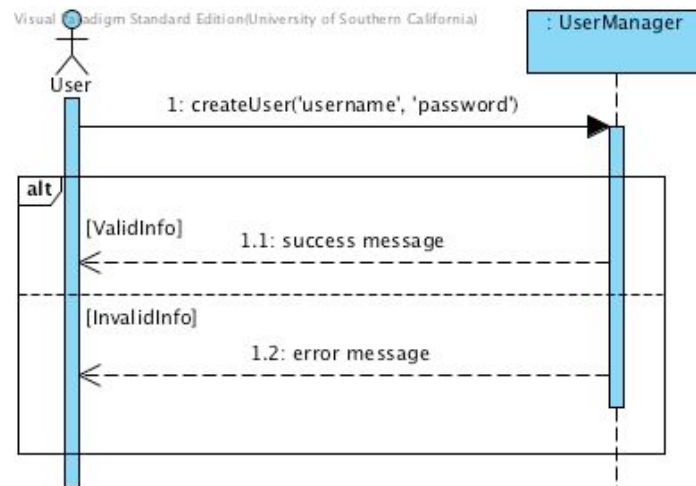 Visual Paradigm Standard Edition(University of Southern California)
: UserManager
User
1: createUser('username', 'password')
alt
[ValidInfo]
1.1: success message
[InvalidInfo]
1.2: error message